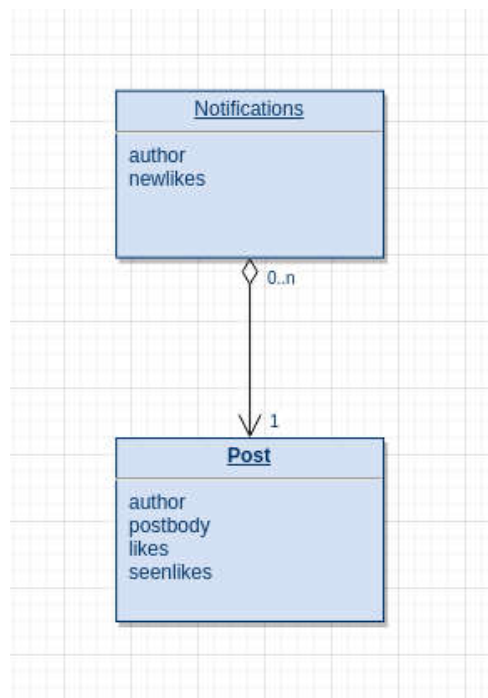 Notifications
author
newlikes
0..n
1
Post
author
postbody
likes
seenlikes